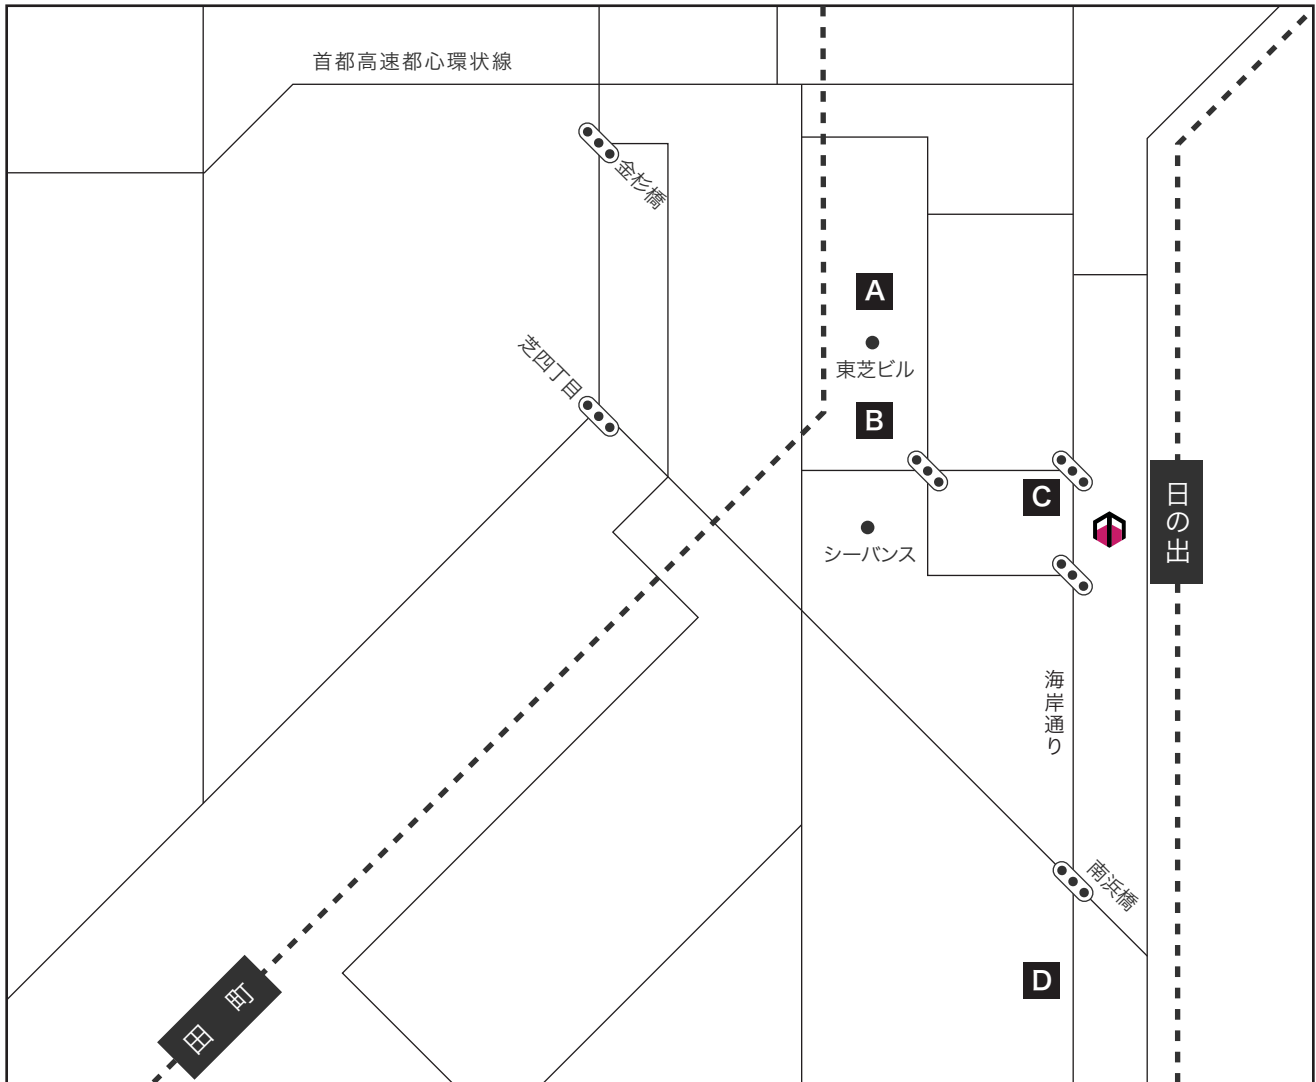 首都高速都心環状線
金杉橋
芝四丁目
A
東芝ビル
B
C
シーバンス
日の出
海岸通り
南浜橋
D
田町